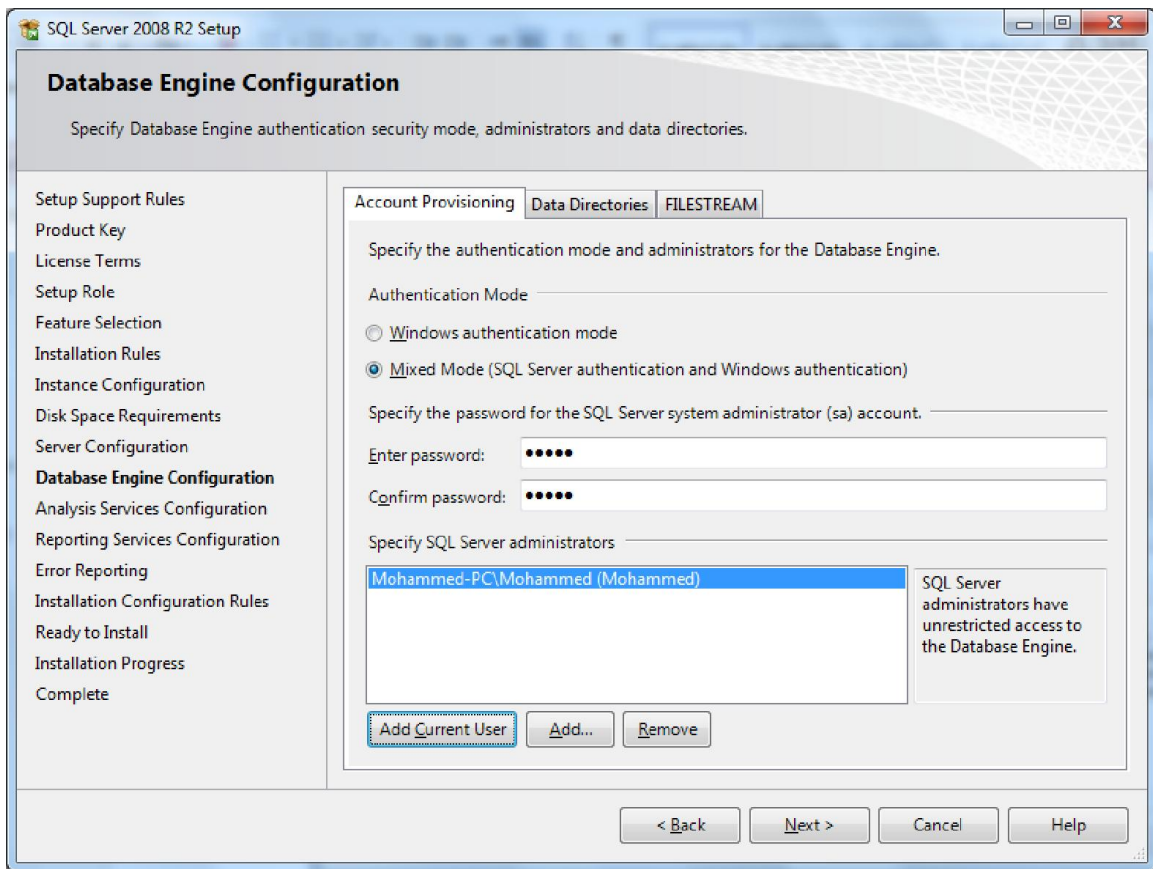 SQL Server 2008 R2 Setup
Database Engine Configuration
Specify Database Engine authentication security mode, administrators and data directories.
Setup Support Rules
Product Key
License Terms
Setup Role
Feature Selection
Installation Rules
Instance Configuration
Disk Space Requirements
Server Configuration
Database Engine Configuration
Analysis Services Configuration
Reporting Services Configuration
Error Reporting
Installation Configuration Rules
Ready to Install
Installation Progress
Complete
Account Provisioning Data Directories FILESTREAM
Specify the authentication mode and administrators for the Database Engine.
Authentication Mode
Windows authentication mode
Mixed Mode (SQL Server authentication and Windows authentication)
Specify the password for the SQL Server system administrator (sa) account.
Enter password: •••••
Confirm password: •••••
Specify SQL Server administrators
Mohammed-PC\Mohammed (Mohammed)
SQL Server
administrators have
unrestricted access to
the Database Engine.
Add Current User Add... Remove
< Back Next > Cancel Help